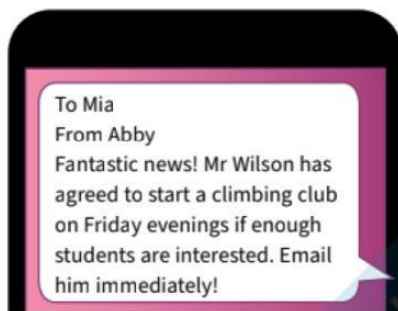 To Mia
From Abby
Fantastic news! Mr Wilson has
agreed to start a climbing club
on Friday evenings if enough
students are interested. Email
him immediately!